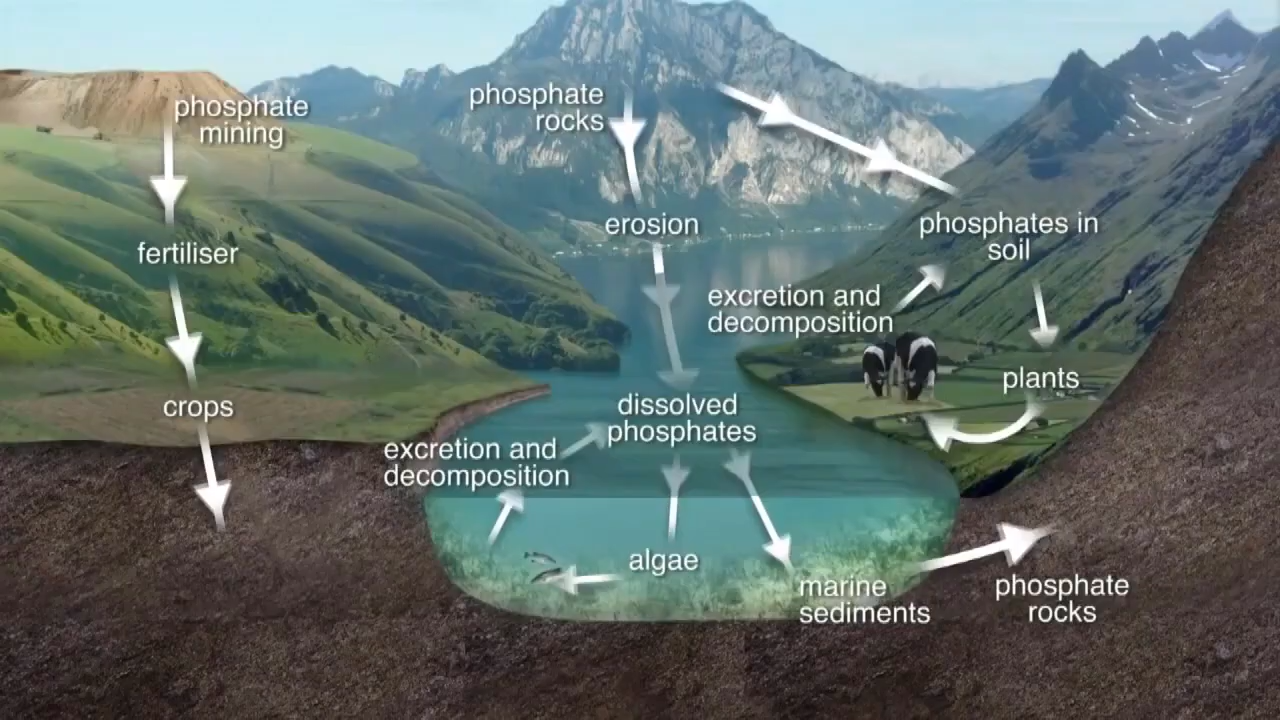 phosphate
mining
phosphate
rocks
erosion
phosphates in
soil
fertiliser
excretion and
decomposition
plants
crops
dissolved
phosphates
excretion and
decomposition
algae
marine
sediments
phosphate
rocks